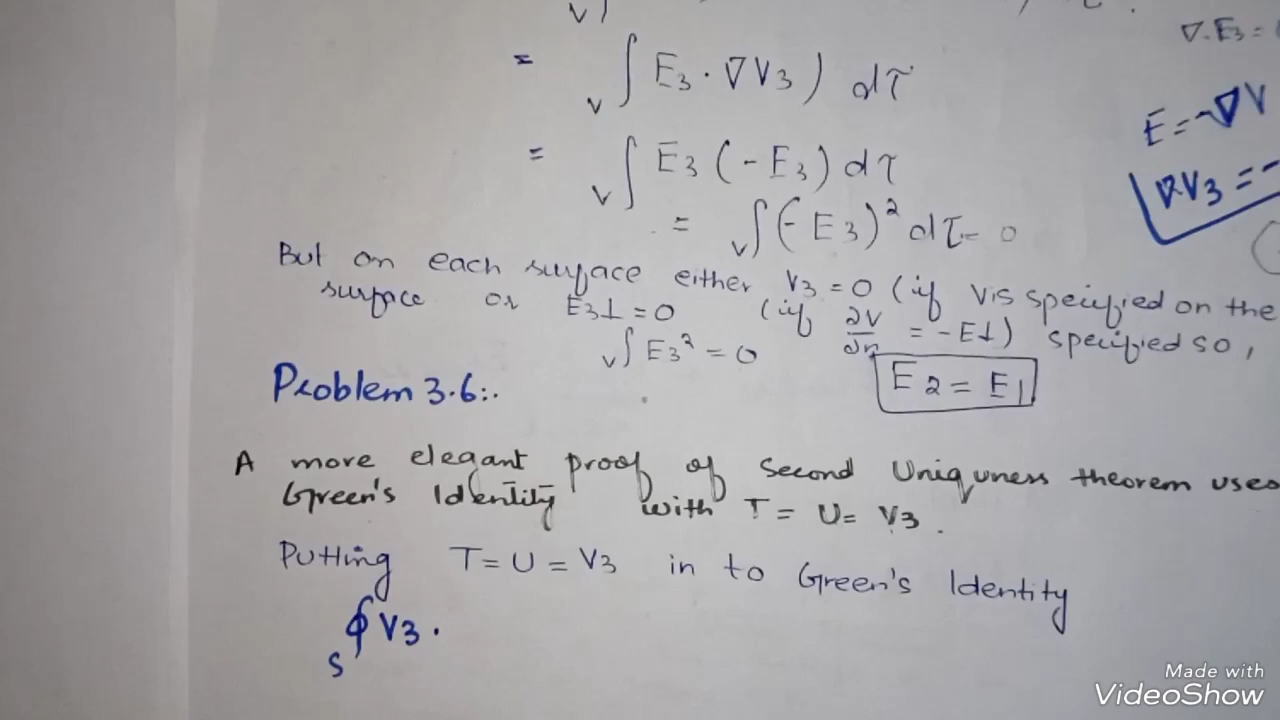 ∇·E₃ =
= ᵥ∫ E₃ · ∇V₃) dτ
E = -∇V
= ᵥ∫ E₃ (-E₃) dτ
∇V₃ = -
= ᵥ∫ (-E₃)² dτ = 0
But on each surface either V₃ = 0 (if V is specified on the
surface or E₃⊥ = 0 (if ∂V/∂n = -E⊥) specified so,
ᵥ∫ E₃² = 0
E₂ = E₁
Problem 3.6:.
A more elegant proof of Second Uniquness theorem uses
Green's Identity with T = U = V₃.
Putting T = U = V₃ in to Green's Identity
∮ₛ V₃.
Made with
VideoShow